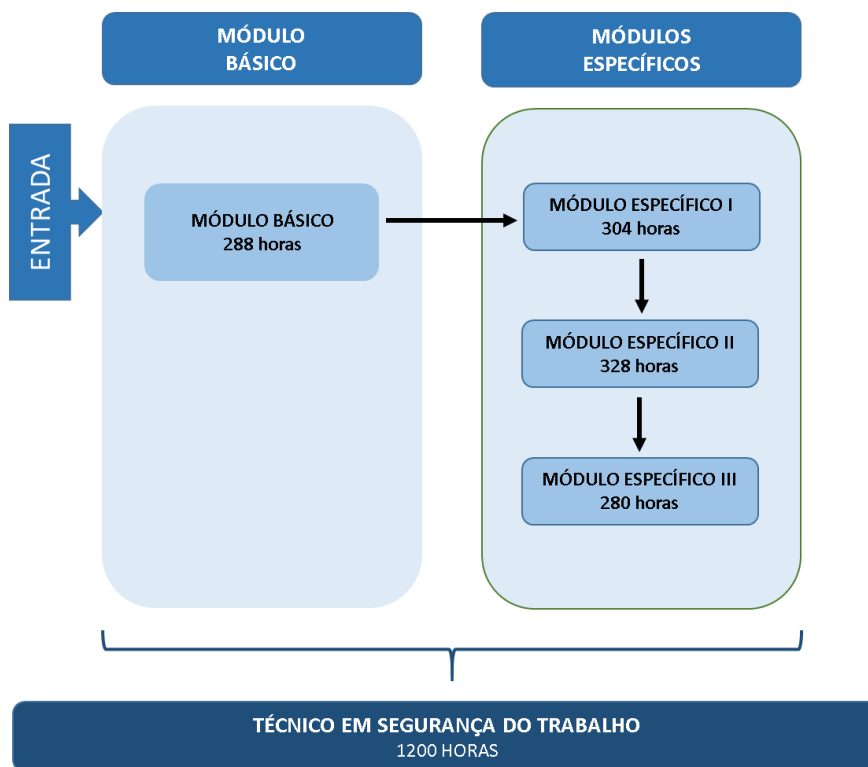 MÓDULO
BÁSICO
MÓDULOS
ESPECÍFICOS
ENTRADA
MÓDULO BÁSICO
288 horas
MÓDULO ESPECÍFICO I
304 horas
MÓDULO ESPECÍFICO II
328 horas
MÓDULO ESPECÍFICO III
280 horas
TÉCNICO EM SEGURANÇA DO TRABALHO
1200 HORAS